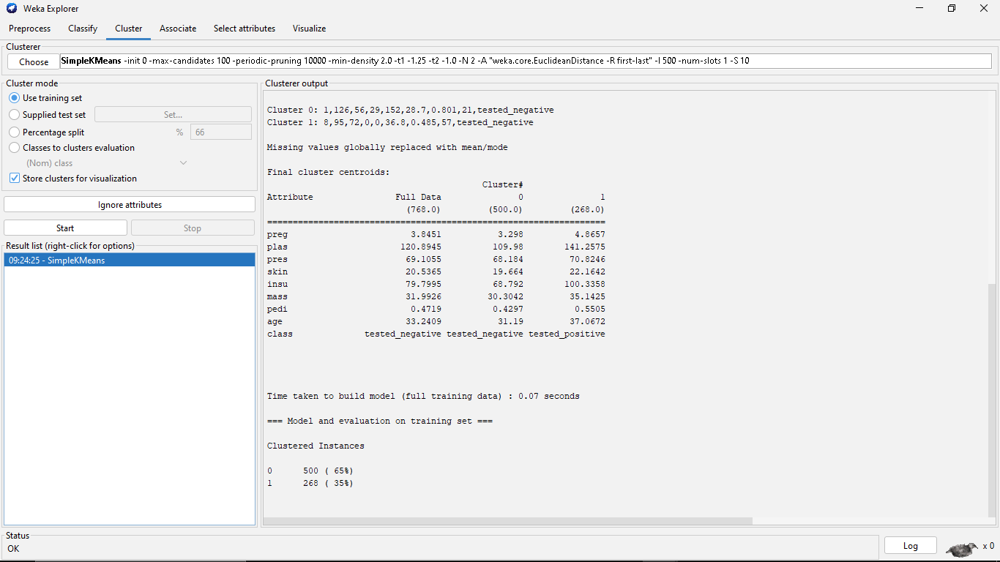 Weka Explorer
Preprocess Classify Cluster Associate Select attributes Visualize
Clusterer
Choose SimpleKMeans -init 0 -max-candidates 100 -periodic-pruning 10000 -min-density 2.0 -t1 -1.25 -t2 -1.0 -N 2 -A "weka.core.EuclideanDistance -R first-last" -I 500 -num-slots 1 -S 10
Cluster mode
Use training set
Supplied test set Set...
Percentage split % 66
Classes to clusters evaluation
(Nom) class
Store clusters for visualization
Ignore attributes
Start Stop
Result list (right-click for options)
09:24:25 - SimpleKMeans
Clusterer output
Cluster 0: 1,126,56,29,152,28.7,0.801,21,tested_negative
Cluster 1: 8,95,72,0,0,36.8,0.485,57,tested_negative
Missing values globally replaced with mean/mode
Final cluster centroids:
Cluster#
Attribute Full Data 0 1
(768.0) (500.0) (268.0)
==================================================================
preg 3.8451 3.298 4.8657
plas 120.8945 109.98 141.2575
pres 69.1055 68.184 70.8246
skin 20.5365 19.664 22.1642
insu 79.7995 68.792 100.3358
mass 31.9926 30.3042 35.1425
pedi 0.4719 0.4297 0.5505
age 33.2409 31.19 37.0672
class tested_negative tested_negative tested_positive
Time taken to build model (full training data) : 0.07 seconds
=== Model and evaluation on training set ===
Clustered Instances
0 500 ( 65%)
1 268 ( 35%)
Status
OK
Log x 0